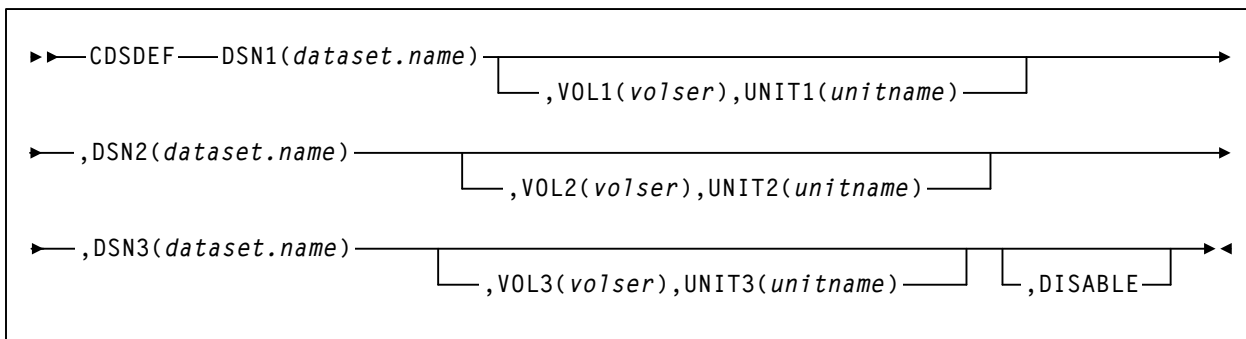 CDSDEF DSN1(dataset.name)
,VOL1(volser),UNIT1(unitname)
,DSN2(dataset.name)
,VOL2(volser),UNIT2(unitname)
,DSN3(dataset.name)
,VOL3(volser),UNIT3(unitname) ,DISABLE